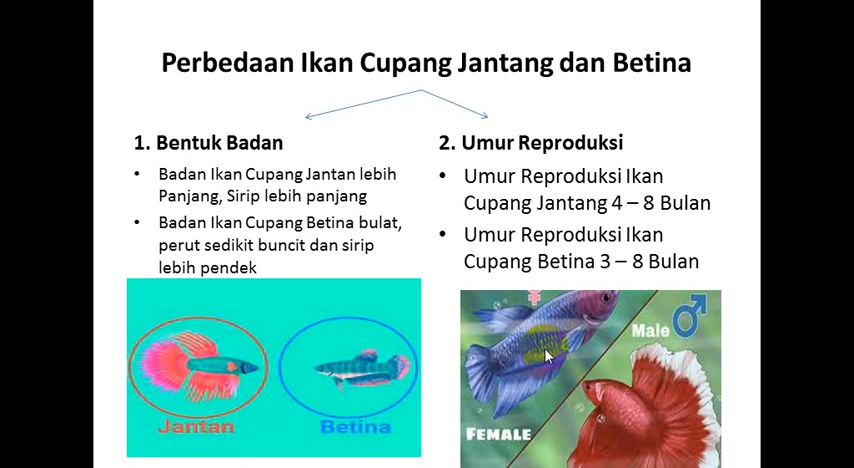 Perbedaan Ikan Cupang Jantang dan Betina
1. Bentuk Badan
• Badan Ikan Cupang Jantan lebih
Panjang, Sirip lebih panjang
• Badan Ikan Cupang Betina bulat,
perut sedikit buncit dan sirip
lebih pendek
2. Umur Reproduksi
• Umur Reproduksi Ikan
Cupang Jantang 4 – 8 Bulan
• Umur Reproduksi Ikan
Cupang Betina 3 – 8 Bulan
Jantan
Betina
Male
FEMALE